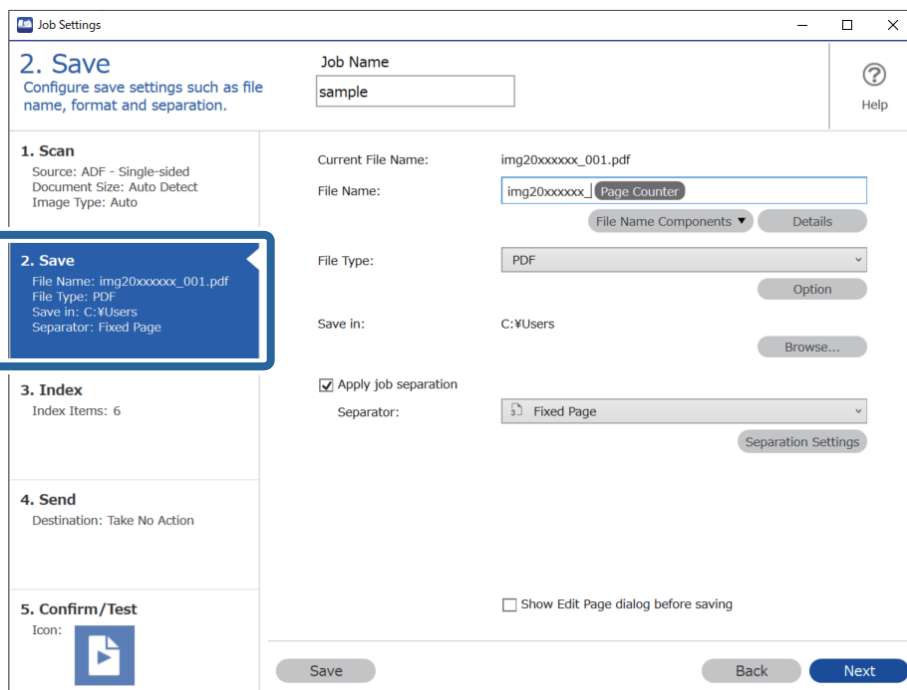 Job Settings
2. Save
Configure save settings such as file
name, format and separation.
Job Name
sample
Help
1. Scan
Source: ADF - Single-sided
Document Size: Auto Detect
Image Type: Auto
2. Save
File Name: img20xxxxxx_001.pdf
File Type: PDF
Save in: C:¥Users
Separator: Fixed Page
3. Index
Index Items: 6
4. Send
Destination: Take No Action
5. Confirm/Test
Icon:
Current File Name: img20xxxxxx_001.pdf
File Name: img20xxxxxx_ Page Counter
File Name Components ▼ Details
File Type: PDF
Option
Save in: C:¥Users
Browse...
Apply job separation
Separator: Fixed Page
Separation Settings
Show Edit Page dialog before saving
Save Back Next